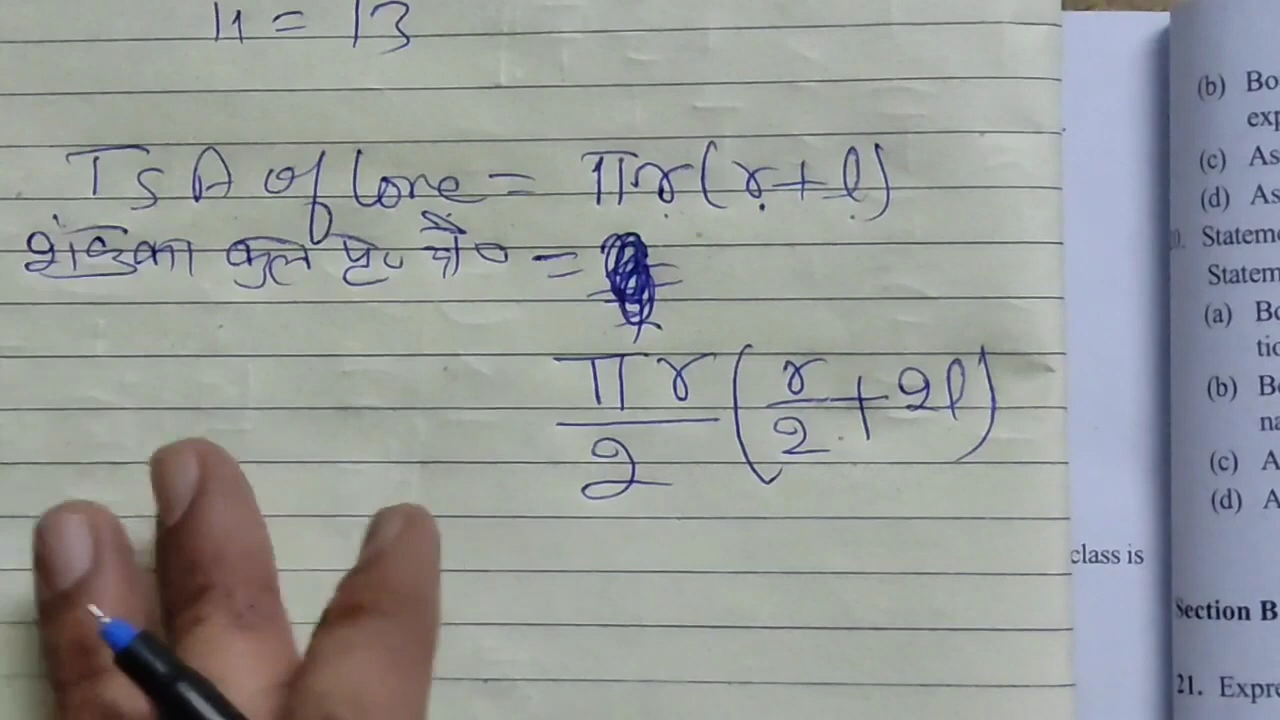 n = 13
TSA of Cone = πr(r+l)
शंकु का कुल पृ० क्षे० =
πr/2 (r/2 + 2l)
(b) Bo
exp
(c) As
(d) As
Stateme
Statem
(a) Bo
tio
(b) Bo
na
(c) A
(d) A
class is
Section B
21. Expre